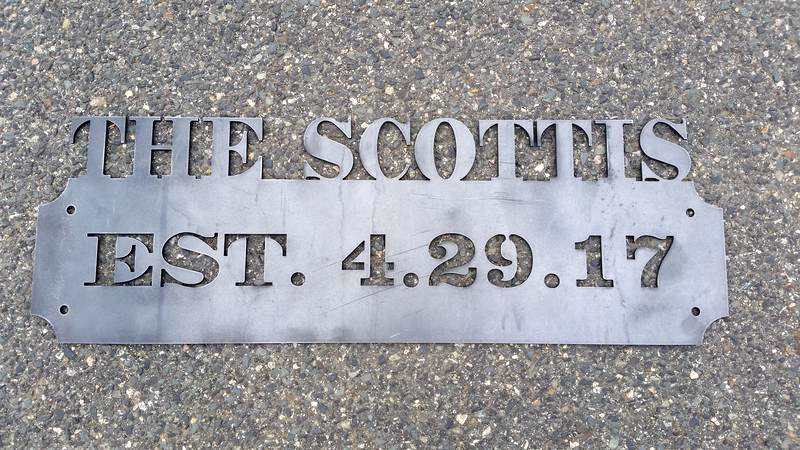 THE SCOTTIS
EST. 4.29.17